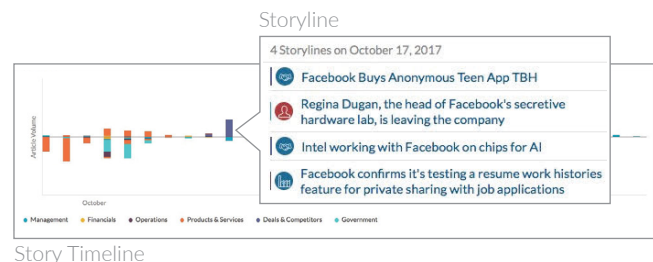 Storyline
4 Storylines on October 17, 2017
Facebook Buys Anonymous Teen App TBH
Regina Dugan, the head of Facebook's secretive
hardware lab, is leaving the company
Intel working with Facebook on chips for AI
Facebook confirms it's testing a resume work histories
feature for private sharing with job applications
Article Volume
October
Management Financials Operations Products & Services Deals & Competitors Government
Story Timeline